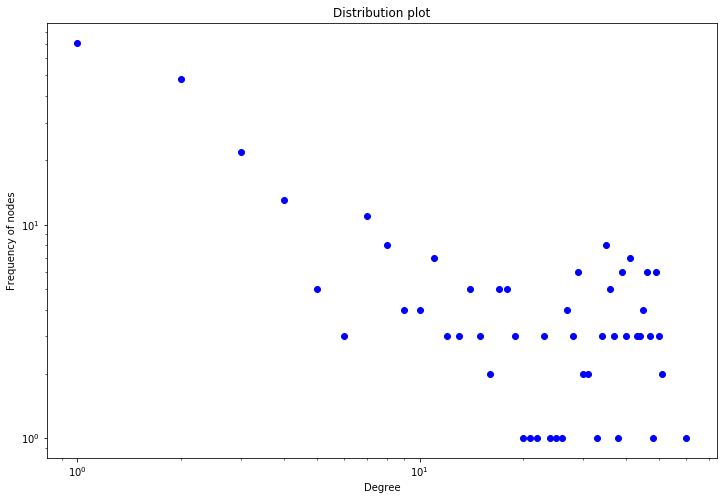 Distribution plot
Frequency of nodes
10¹
10⁰
10⁰
10¹
Degree